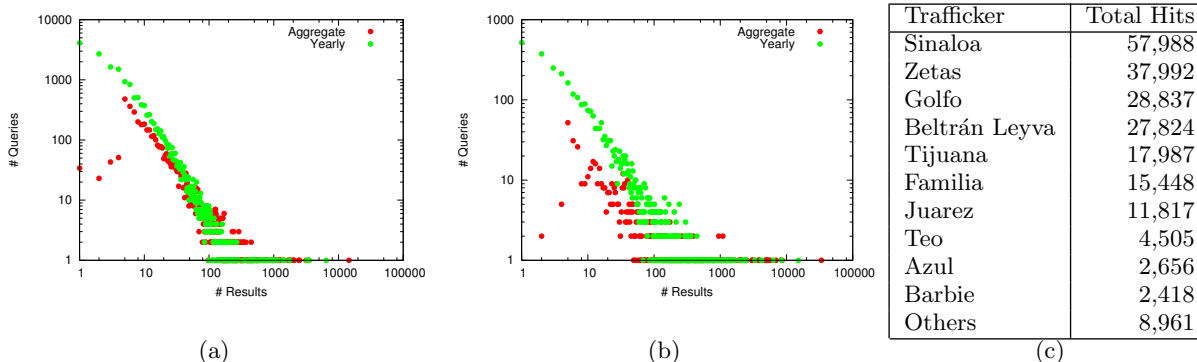 10000
1000
100
10
1
# Queries
1 10 100 1000 10000 100000
# Results
Aggregate
Yearly
(a)
1000
100
10
1
# Queries
1 10 100 1000 10000 100000
# Results
Aggregate
Yearly
(b)
Trafficker Total Hits
Sinaloa 57,988
Zetas 37,992
Golfo 28,837
Beltrán Leyva 27,824
Tijuana 17,987
Familia 15,448
Juarez 11,817
Teo 4,505
Azul 2,656
Barbie 2,418
Others 8,961
(c)